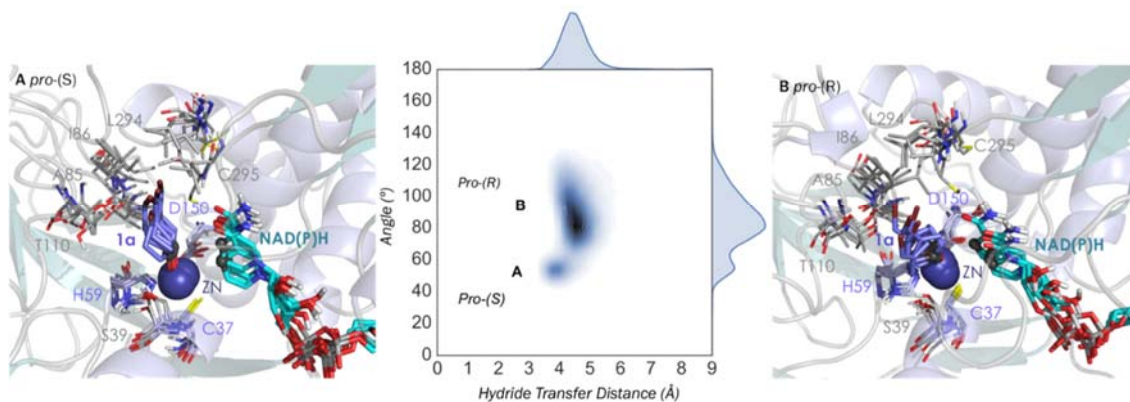 A pro-(S)
L294
I86
A85
C295
D150
1a
NAD(P)H
T110
ZN
H59
C37
S39
180
160
140
120
100
80
60
40
20
0
Angle (°)
Pro-(R)
B
A
Pro-(S)
0 1 2 3 4 5 6 7 8 9
Hydride Transfer Distance (Å)
B pro-(R)
L294
I86
C295
A85
D150
1a
NAD(P)H
T110
ZN
H59
C37
S39